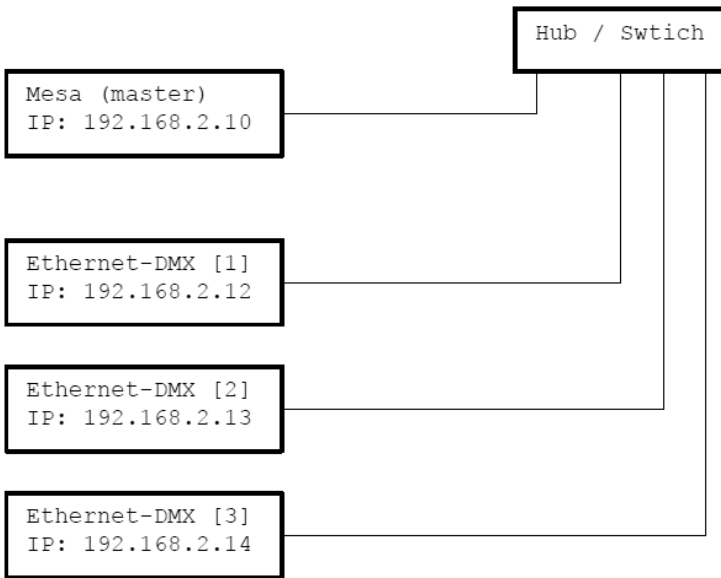 Hub / Swtich
Mesa (master)
IP: 192.168.2.10
Ethernet-DMX [1]
IP: 192.168.2.12
Ethernet-DMX [2]
IP: 192.168.2.13
Ethernet-DMX [3]
IP: 192.168.2.14